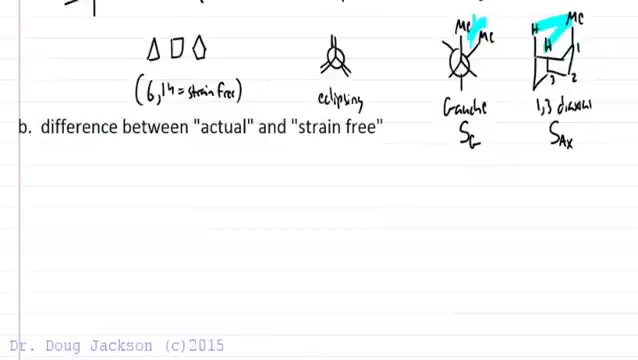 Me Me
Me
H
H
1
3 2
(6, 14 = strain free)
eclipsing
Gauche
1,3 diaxial
b. difference between "actual" and "strain free"
SG
SAx
Dr. Doug Jackson (c)2015